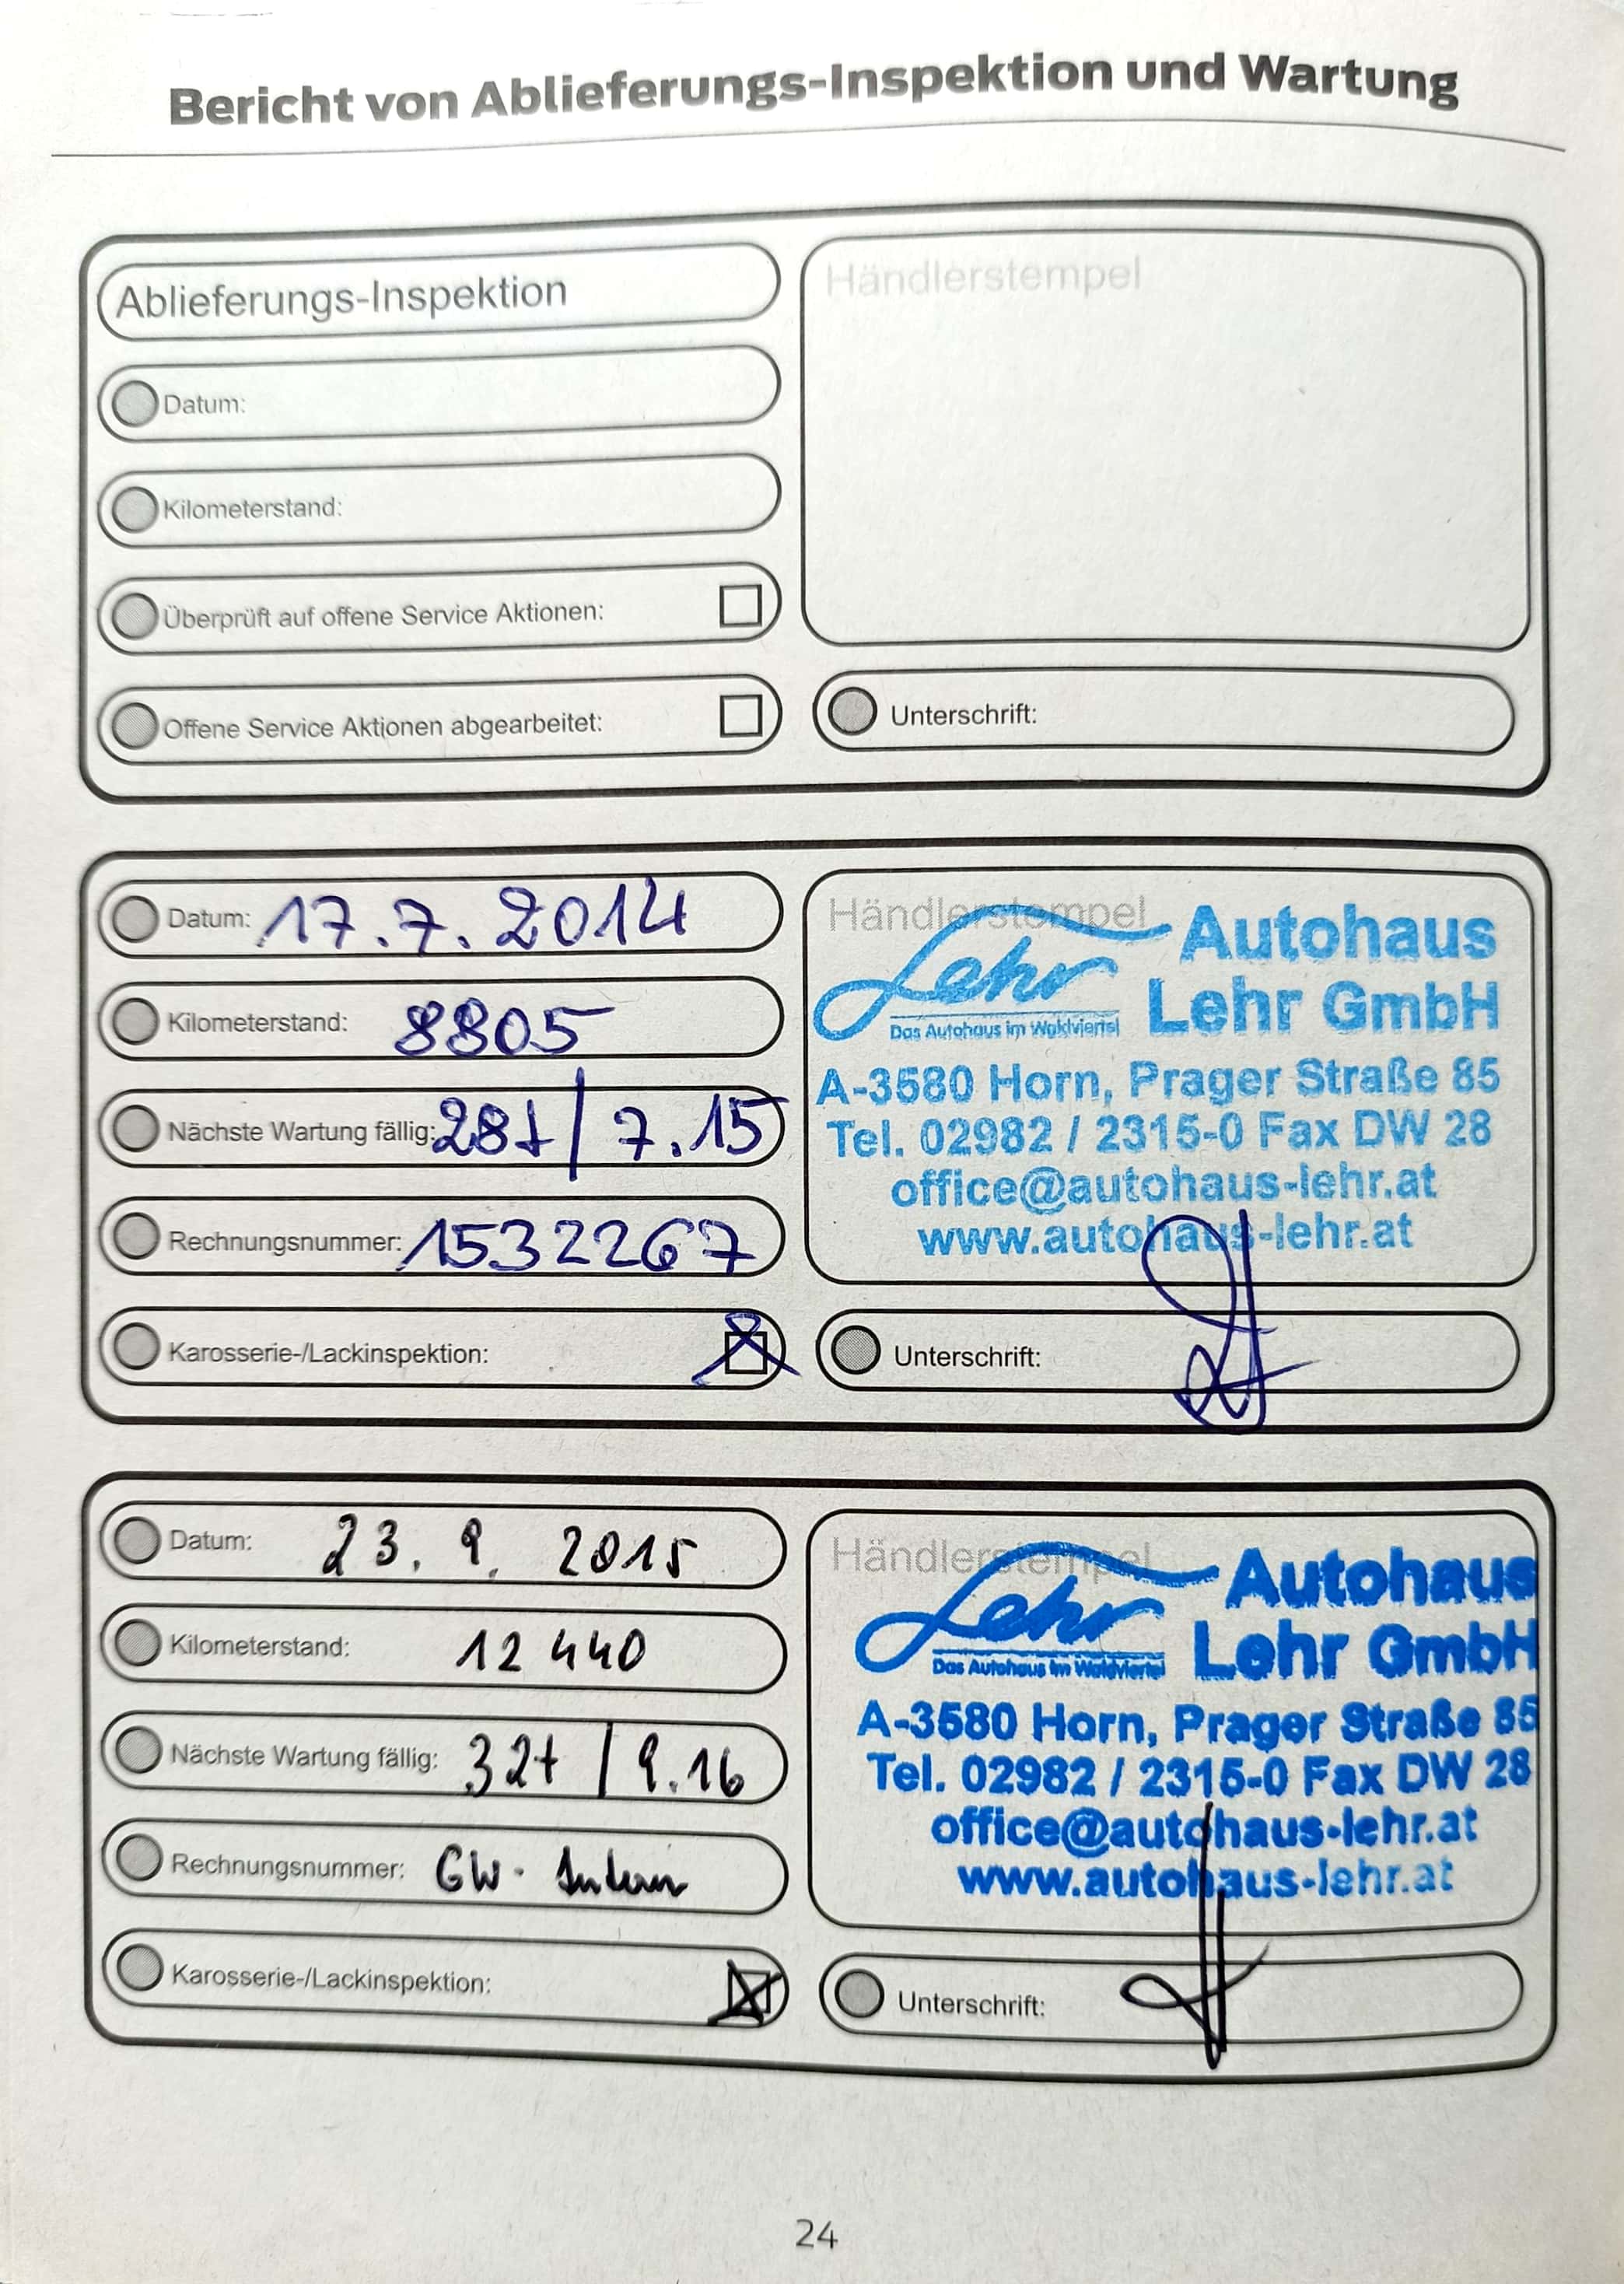 Bericht von Ablieferungs-Inspektion und Wartung
Ablieferungs-Inspektion
Händlerstempel
Datum:
Kilometerstand:
Überprüft auf offene Service Aktionen:
Offene Service Aktionen abgearbeitet:
Unterschrift:
Datum: 17.7.2014
Kilometerstand: 8805
Nächste Wartung fällig: 28t / 7.15
Rechnungsnummer: 1532267
Karosserie-/Lackinspektion:
Händlerstempel
Lehr
Das Autohaus im Waldviertel
Autohaus
Lehr GmbH
A-3580 Horn, Prager Straße 85
Tel. 02982 / 2315-0 Fax DW 28
office@autohaus-lehr.at
www.autohaus-lehr.at
Unterschrift:
Datum: 23. 9. 2015
Kilometerstand: 12 440
Nächste Wartung fällig: 32t / 9.16
Rechnungsnummer: GW - Intern
Karosserie-/Lackinspektion:
Händlerstempel
Lehr
Das Autohaus im Waldviertel
Autohaus
Lehr GmbH
A-3580 Horn, Prager Straße 85
Tel. 02982 / 2315-0 Fax DW 28
office@autohaus-lehr.at
www.autohaus-lehr.at
Unterschrift:
24